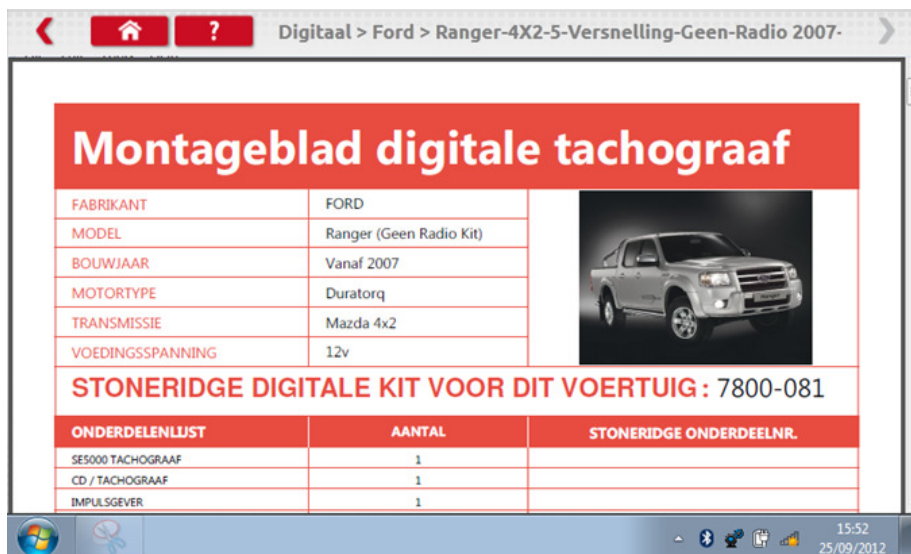 ?
Digitaal > Ford > Ranger-4X2-5-Versnelling-Geen-Radio 2007-
Montageblad digitale tachograaf
FABRIKANT FORD
MODEL Ranger (Geen Radio Kit)
BOUWJAAR Vanaf 2007
MOTORTYPE Duratorq
TRANSMISSIE Mazda 4x2
VOEDINGSSPANNING 12v
STONERIDGE DIGITALE KIT VOOR DIT VOERTUIG : 7800-081
ONDERDELENLIJST AANTAL STONERIDGE ONDERDEELNR.
SE5000 TACHOGRAAF 1
CD / TACHOGRAAF 1
IMPULSGEVER 1
15:52
25/09/2012